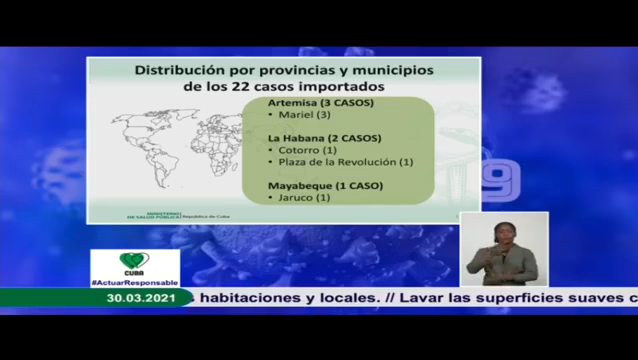 Distribución por provincias y municipios
de los 22 casos importados
Artemisa (3 CASOS)
• Mariel (3)
La Habana (2 CASOS)
• Cotorro (1)
• Plaza de la Revolución (1)
Mayabeque (1 CASO)
• Jaruco (1)
9
MINISTERIO
DE SALUD PÚBLICA
República de Cuba
CUBA
#ActuarResponsable
30.03.2021
s habitaciones y locales. // Lavar las superficies suaves c